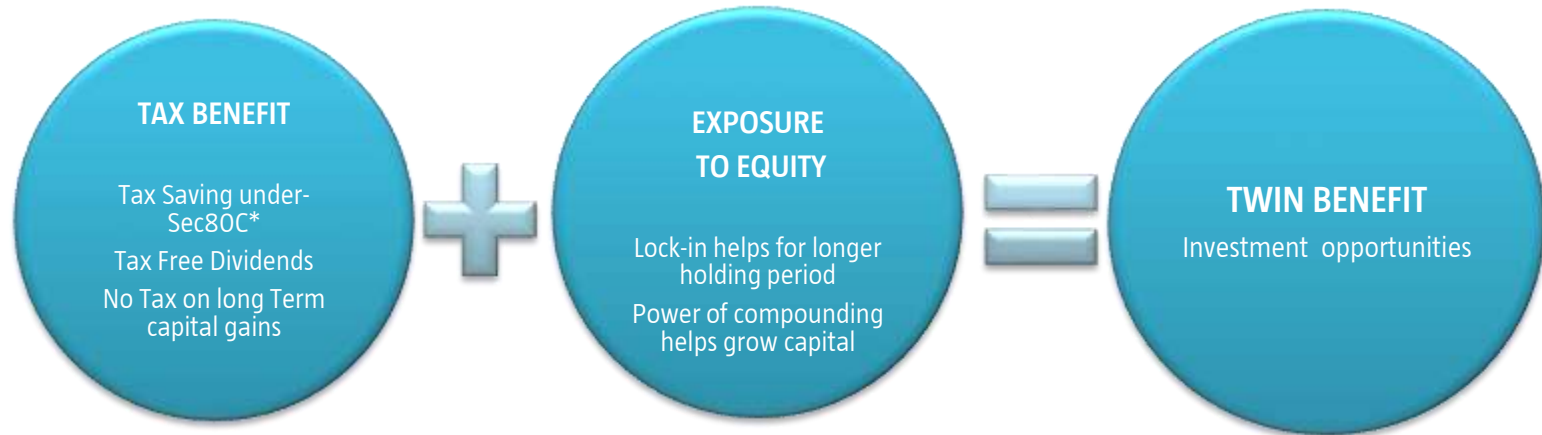 TAX BENEFIT
Tax Saving under-
Sec80C*
Tax Free Dividends
No Tax on long Term
capital gains
EXPOSURE
TO EQUITY
Lock-in helps for longer
holding period
Power of compounding
helps grow capital
TWIN BENEFIT
Investment opportunities